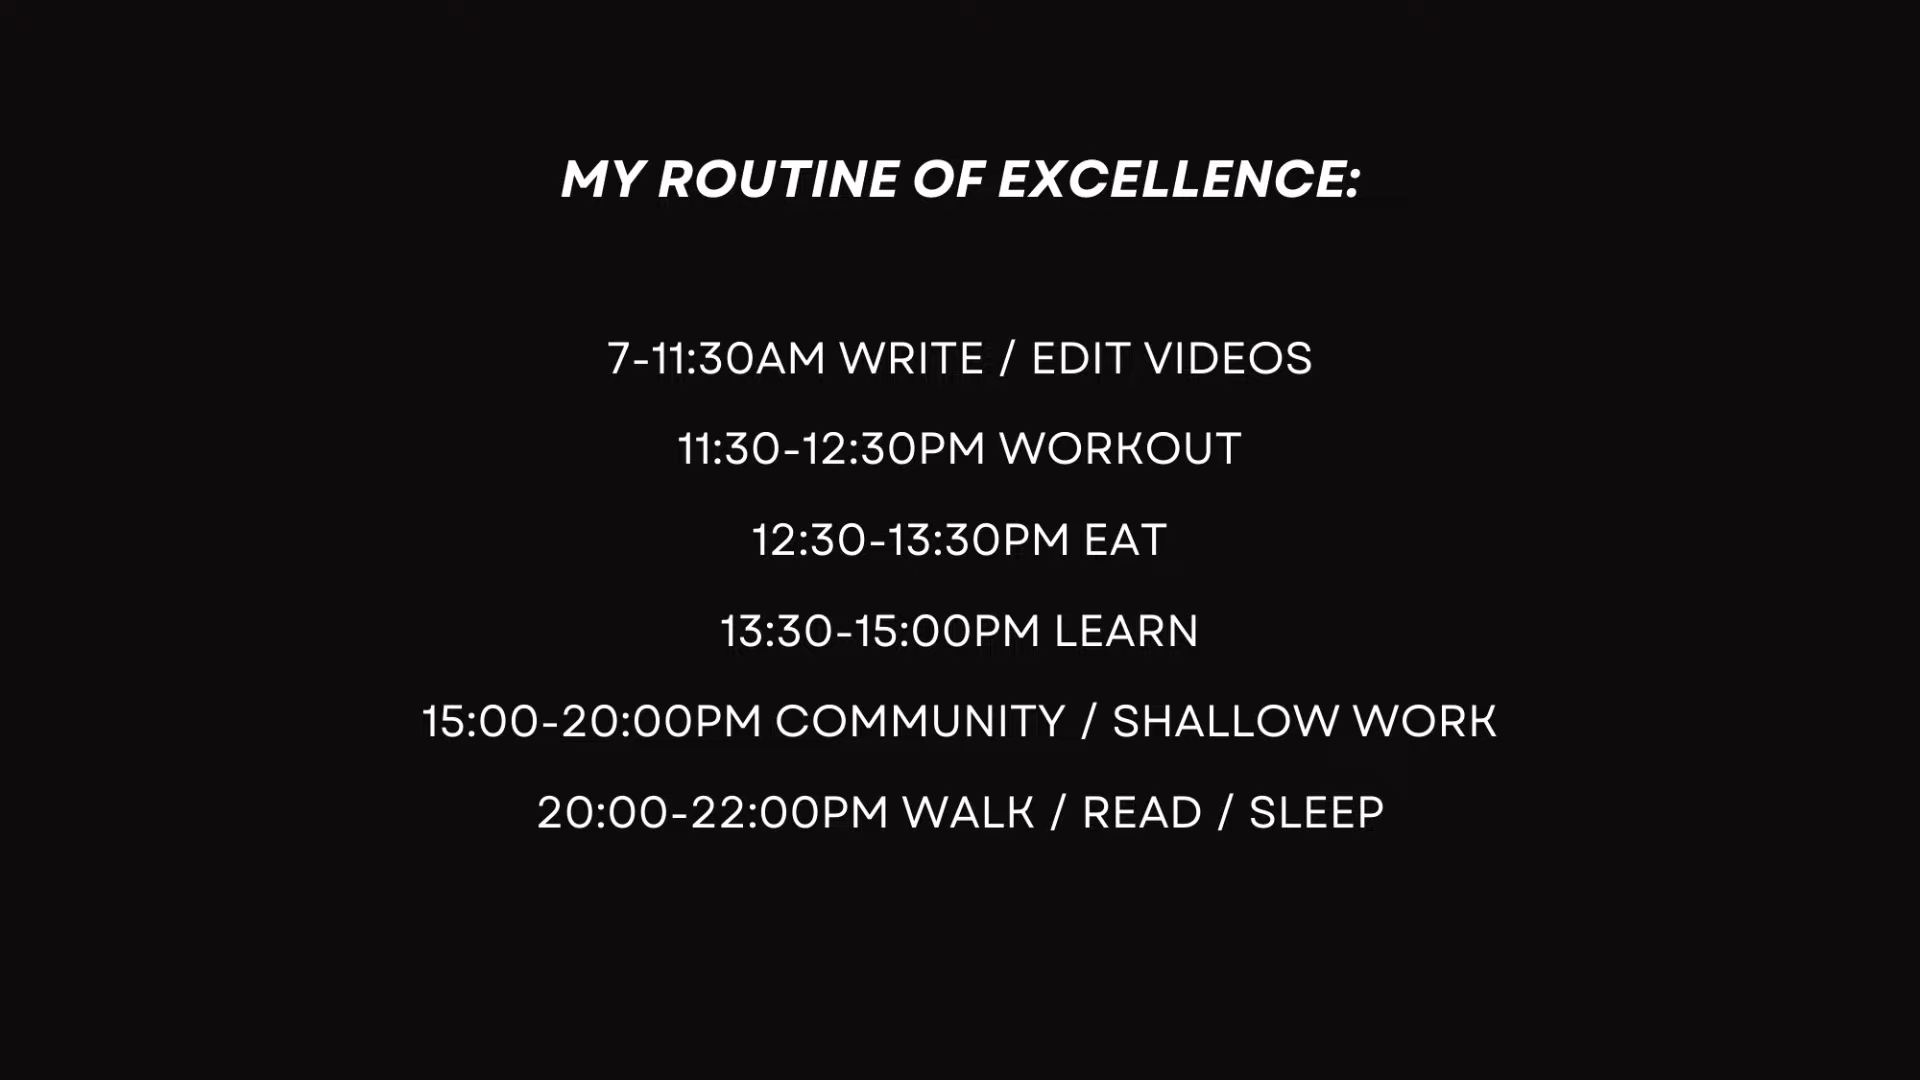 MY ROUTINE OF EXCELLENCE:
7-11:30AM WRITE / EDIT VIDEOS
11:30-12:30PM WORKOUT
12:30-13:30PM EAT
13:30-15:00PM LEARN
15:00-20:00PM COMMUNITY / SHALLOW WORK
20:00-22:00PM WALK / READ / SLEEP